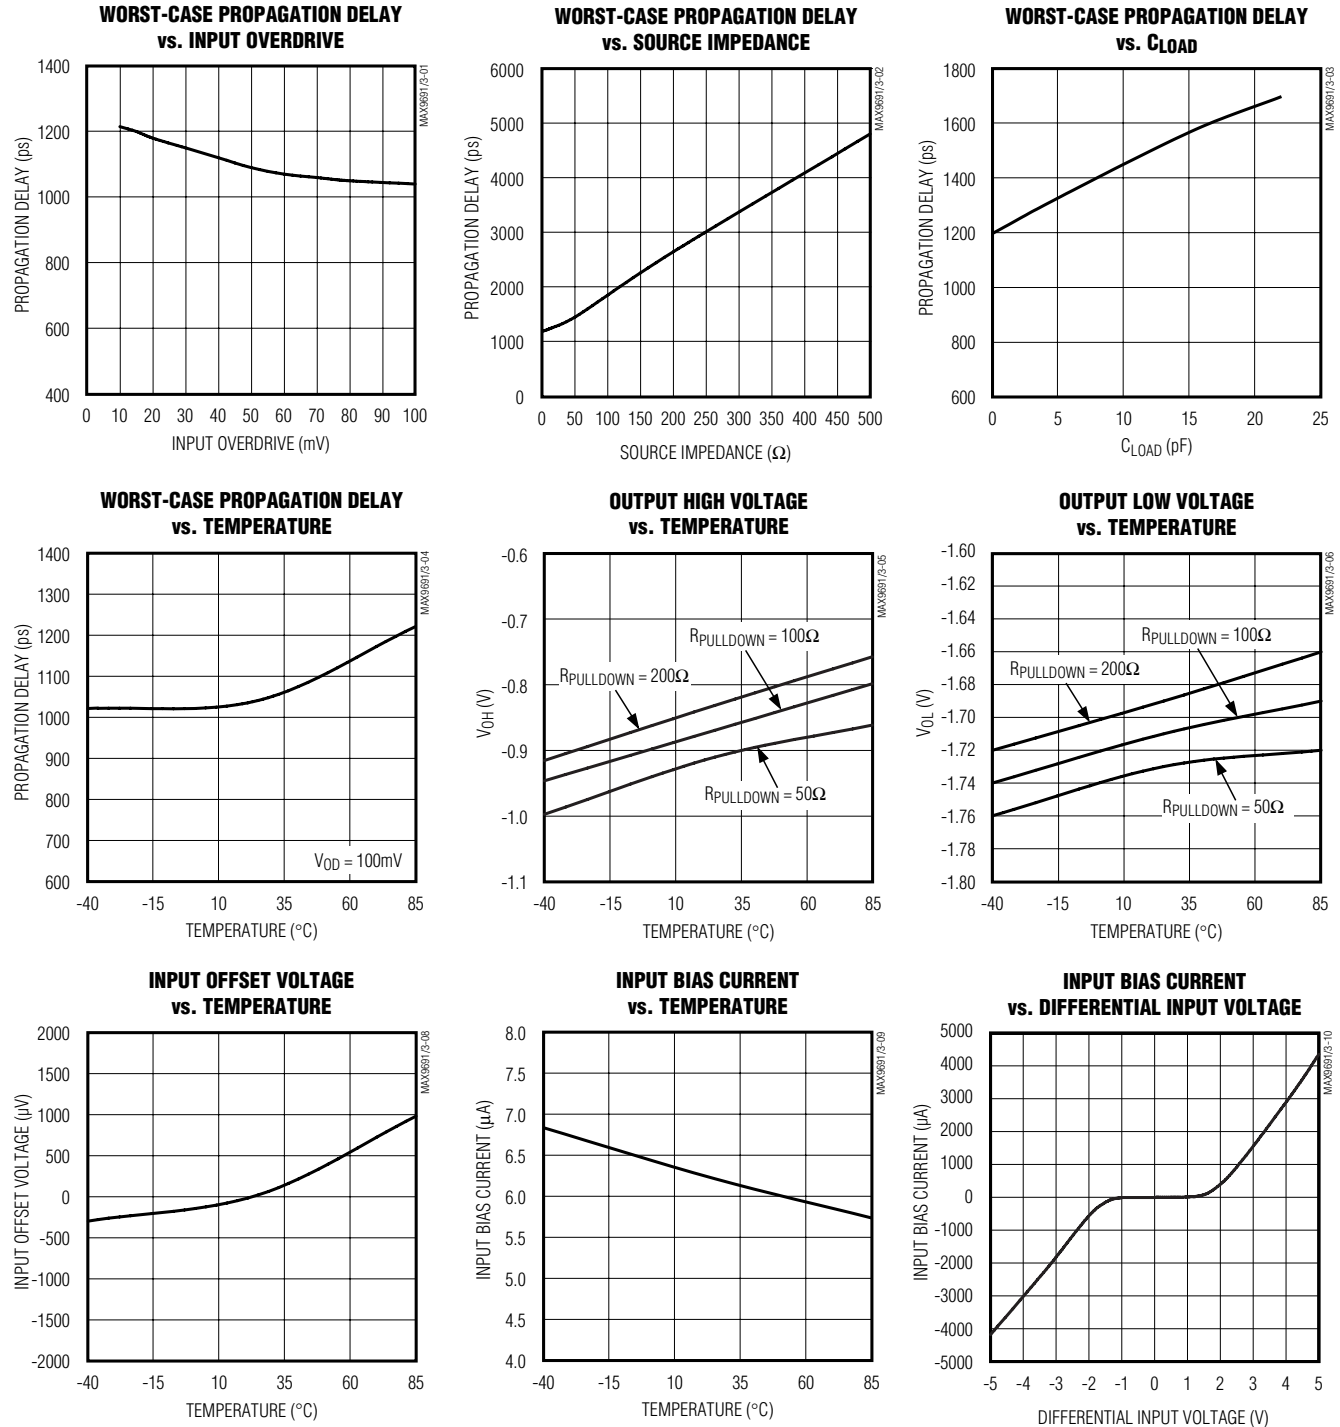 WORST-CASE PROPAGATION DELAY
vs. INPUT OVERDRIVE
1400
1200
1000
800
600
400
PROPAGATION DELAY (ps)
0 10 20 30 40 50 60 70 80 90 100
INPUT OVERDRIVE (mV)
MAX9691/3-01
WORST-CASE PROPAGATION DELAY
vs. SOURCE IMPEDANCE
6000
5000
4000
3000
2000
1000
0
PROPAGATION DELAY (ps)
0 50 100 150 200 250 300 350 400 450 500
SOURCE IMPEDANCE (Ω)
MAX9691/3-02
WORST-CASE PROPAGATION DELAY
vs. CLOAD
1800
1600
1400
1200
1000
800
600
PROPAGATION DELAY (ps)
0 5 10 15 20 25
CLOAD (pF)
MAX9691/3-03
WORST-CASE PROPAGATION DELAY
vs. TEMPERATURE
1400
1300
1200
1100
1000
900
800
700
600
PROPAGATION DELAY (ps)
VOD = 100mV
-40 -15 10 35 60 85
TEMPERATURE (°C)
MAX9691/3-04
OUTPUT HIGH VOLTAGE
vs. TEMPERATURE
-0.6
-0.7
-0.8
-0.9
-1.0
-1.1
VOH (V)
RPULLDOWN = 100Ω
RPULLDOWN = 200Ω
RPULLDOWN = 50Ω
-40 -15 10 35 60 85
TEMPERATURE (°C)
MAX9691/3-05
OUTPUT LOW VOLTAGE
vs. TEMPERATURE
-1.60
-1.62
-1.64
-1.66
-1.68
-1.70
-1.72
-1.74
-1.76
-1.78
-1.80
VOL (V)
RPULLDOWN = 100Ω
RPULLDOWN = 200Ω
RPULLDOWN = 50Ω
-40 -15 10 35 60 85
TEMPERATURE (°C)
MAX9691/3-06
INPUT OFFSET VOLTAGE
vs. TEMPERATURE
2000
1500
1000
500
0
-500
-1000
-1500
-2000
INPUT OFFSET VOLTAGE (µV)
-40 -15 10 35 60 85
TEMPERATURE (°C)
MAX9691/3-08
INPUT BIAS CURRENT
vs. TEMPERATURE
8.0
7.5
7.0
6.5
6.0
5.5
5.0
4.5
4.0
INPUT BIAS CURRENT (µA)
-40 -15 10 35 60 85
TEMPERATURE (°C)
MAX9691/3-09
INPUT BIAS CURRENT
vs. DIFFERENTIAL INPUT VOLTAGE
5000
4000
3000
2000
1000
0
-1000
-2000
-3000
-4000
-5000
INPUT BIAS CURRENT (µA)
-5 -4 -3 -2 -1 0 1 2 3 4 5
DIFFERENTIAL INPUT VOLTAGE (V)
MAX9691/3-10